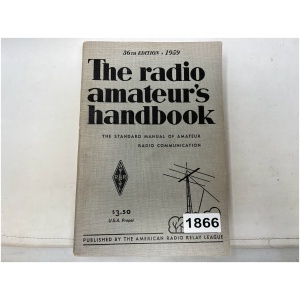 36TH EDITION · 1959
The radio
amateur's
handbook
THE STANDARD MANUAL OF AMATEUR
RADIO COMMUNICATION
$3.50
U.S.A. Proper
1866
PUBLISHED BY THE AMERICAN RADIO RELAY LEAGUE